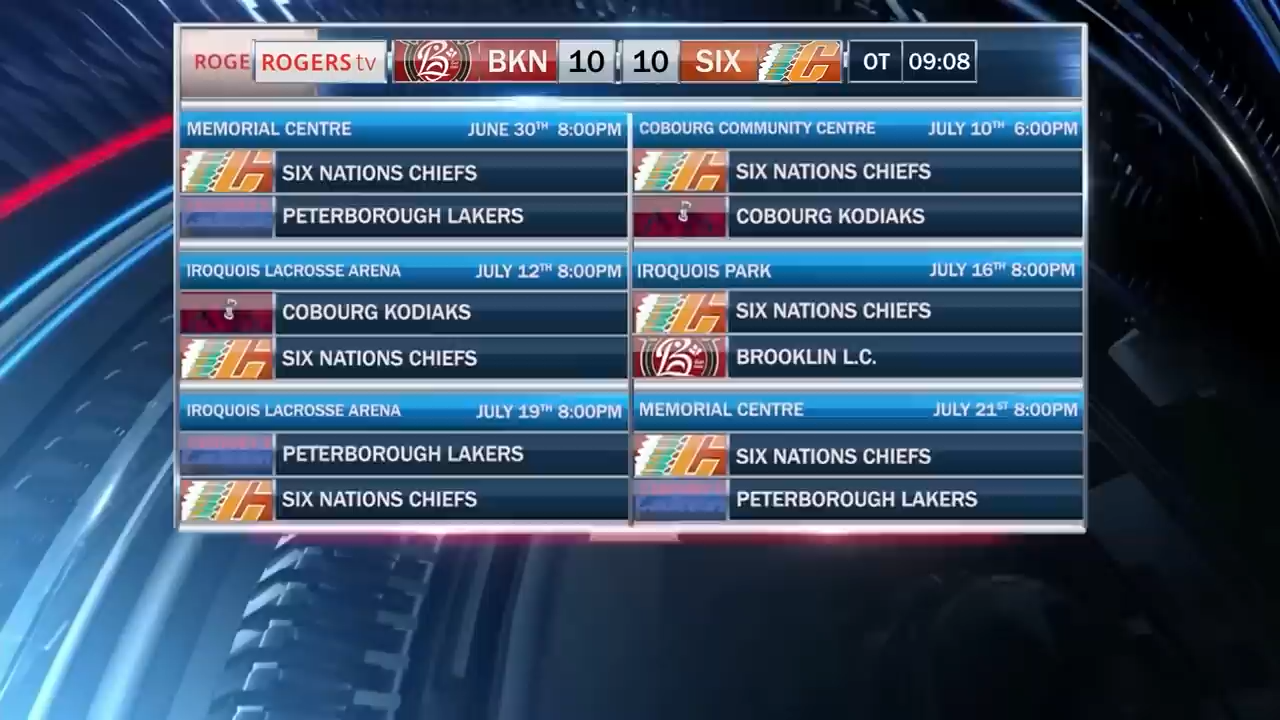 ROGE ROGERS tv BKN 10 10 SIX OT 09:08
MEMORIAL CENTRE JUNE 30TH 8:00PM
SIX NATIONS CHIEFS
PETERBOROUGH LAKERS
COBOURG COMMUNITY CENTRE JULY 10TH 6:00PM
SIX NATIONS CHIEFS
COBOURG KODIAKS
IROQUOIS LACROSSE ARENA JULY 12TH 8:00PM
COBOURG KODIAKS
SIX NATIONS CHIEFS
IROQUOIS PARK JULY 16TH 8:00PM
SIX NATIONS CHIEFS
BROOKLIN L.C.
IROQUOIS LACROSSE ARENA JULY 19TH 8:00PM
PETERBOROUGH LAKERS
SIX NATIONS CHIEFS
MEMORIAL CENTRE JULY 21ST 8:00PM
SIX NATIONS CHIEFS
PETERBOROUGH LAKERS